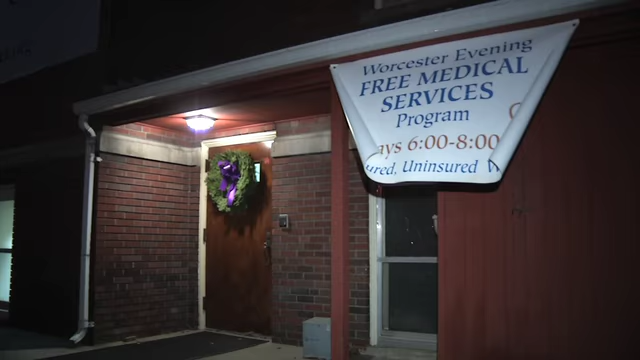 Worcester Evening
FREE MEDICAL
SERVICES
Program
ays 6:00-8:00
ured, Uninsured W